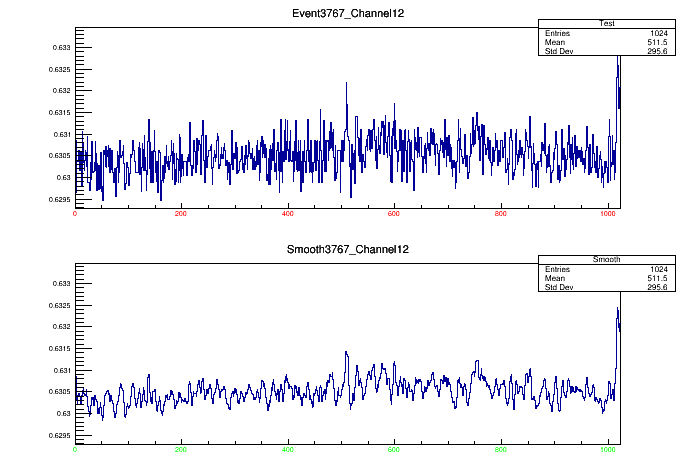 Event3767_Channel12
Test
Entries 1024
Mean 511.5
Std Dev 295.6
0.633
0.6325
0.632
0.6315
0.631
0.6305
0.63
0.6295
0 200 400 600 800 1000
Smooth3767_Channel12
Smooth
Entries 1024
Mean 511.5
Std Dev 295.6
0.633
0.6325
0.632
0.6315
0.631
0.6305
0.63
0.6295
0 200 400 600 800 1000